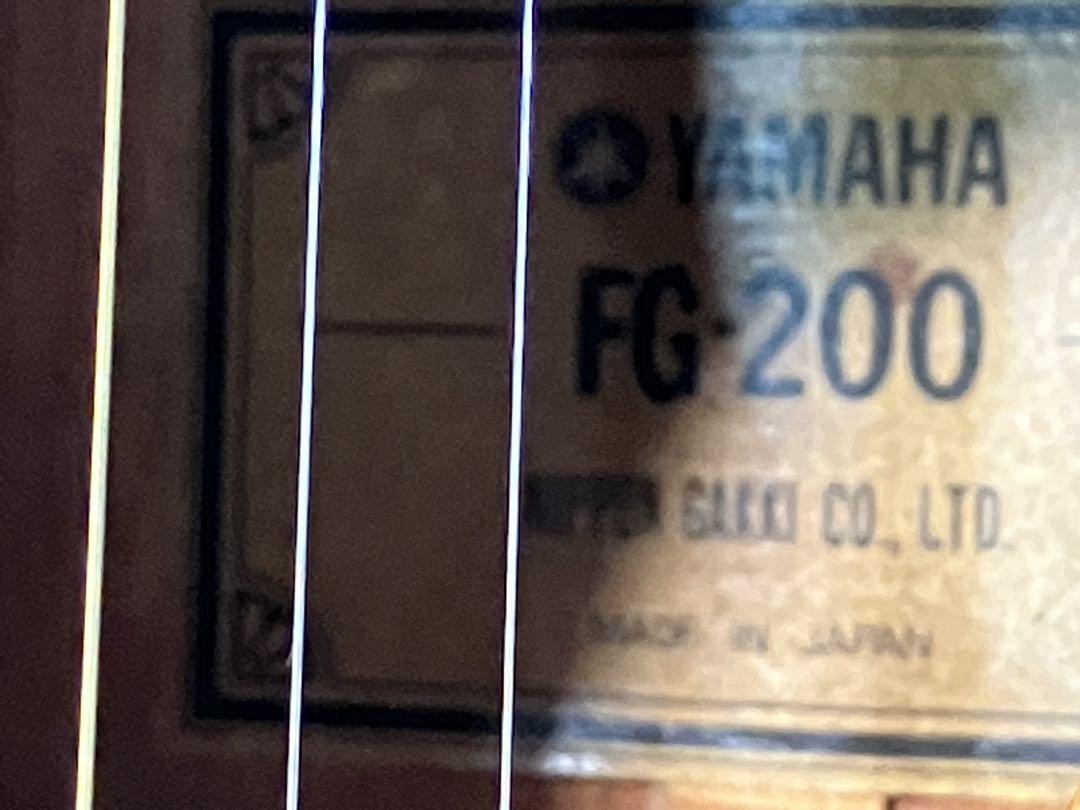 YAMAHA
FG-200
NIPPON GAKKI CO., LTD.
MADE IN JAPAN